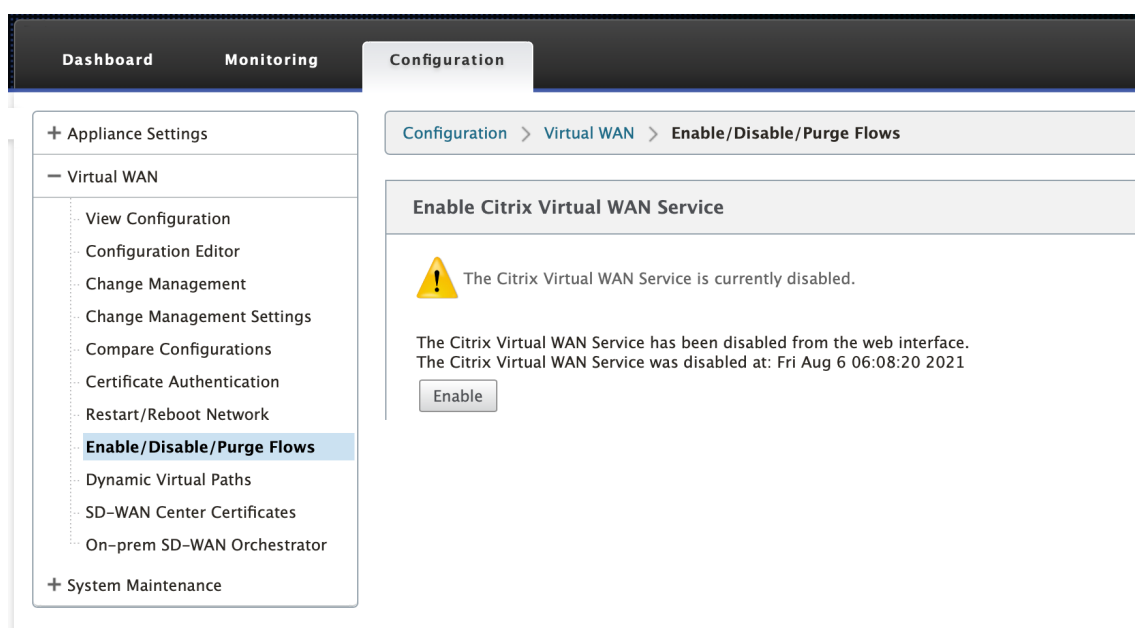 Dashboard Monitoring Configuration
+ Appliance Settings
− Virtual WAN
View Configuration
Configuration Editor
Change Management
Change Management Settings
Compare Configurations
Certificate Authentication
Restart/Reboot Network
Enable/Disable/Purge Flows
Dynamic Virtual Paths
SD-WAN Center Certificates
On-prem SD-WAN Orchestrator
+ System Maintenance
Configuration > Virtual WAN > Enable/Disable/Purge Flows
Enable Citrix Virtual WAN Service
The Citrix Virtual WAN Service is currently disabled.
The Citrix Virtual WAN Service has been disabled from the web interface.
The Citrix Virtual WAN Service was disabled at: Fri Aug 6 06:08:20 2021
Enable